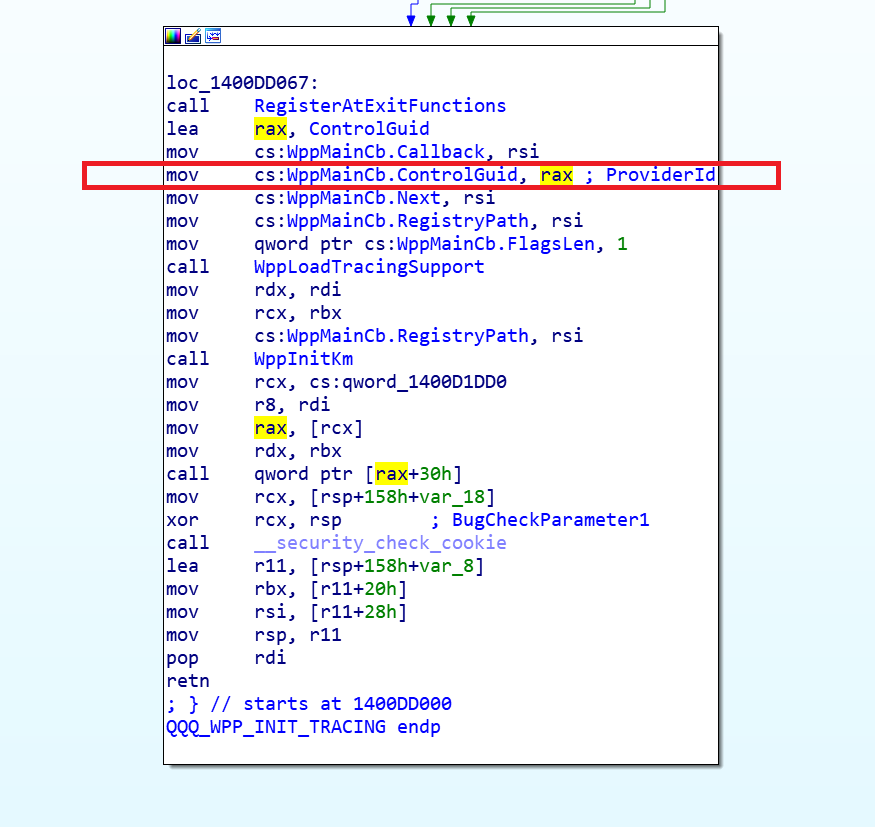 loc_1400DD067:
call RegisterAtExitFunctions
lea rax, ControlGuid
mov cs:WppMainCb.Callback, rsi
mov cs:WppMainCb.ControlGuid, rax ; ProviderId
mov cs:WppMainCb.Next, rsi
mov cs:WppMainCb.RegistryPath, rsi
mov qword ptr cs:WppMainCb.FlagsLen, 1
call WppLoadTracingSupport
mov rdx, rdi
mov rcx, rbx
mov cs:WppMainCb.RegistryPath, rsi
call WppInitKm
mov rcx, cs:qword_1400D1DD0
mov r8, rdi
mov rax, [rcx]
mov rdx, rbx
call qword ptr [rax+30h]
mov rcx, [rsp+158h+var_18]
xor rcx, rsp ; BugCheckParameter1
call __security_check_cookie
lea r11, [rsp+158h+var_8]
mov rbx, [r11+20h]
mov rsi, [r11+28h]
mov rsp, r11
pop rdi
retn
; } // starts at 1400DD000
QQQ_WPP_INIT_TRACING endp